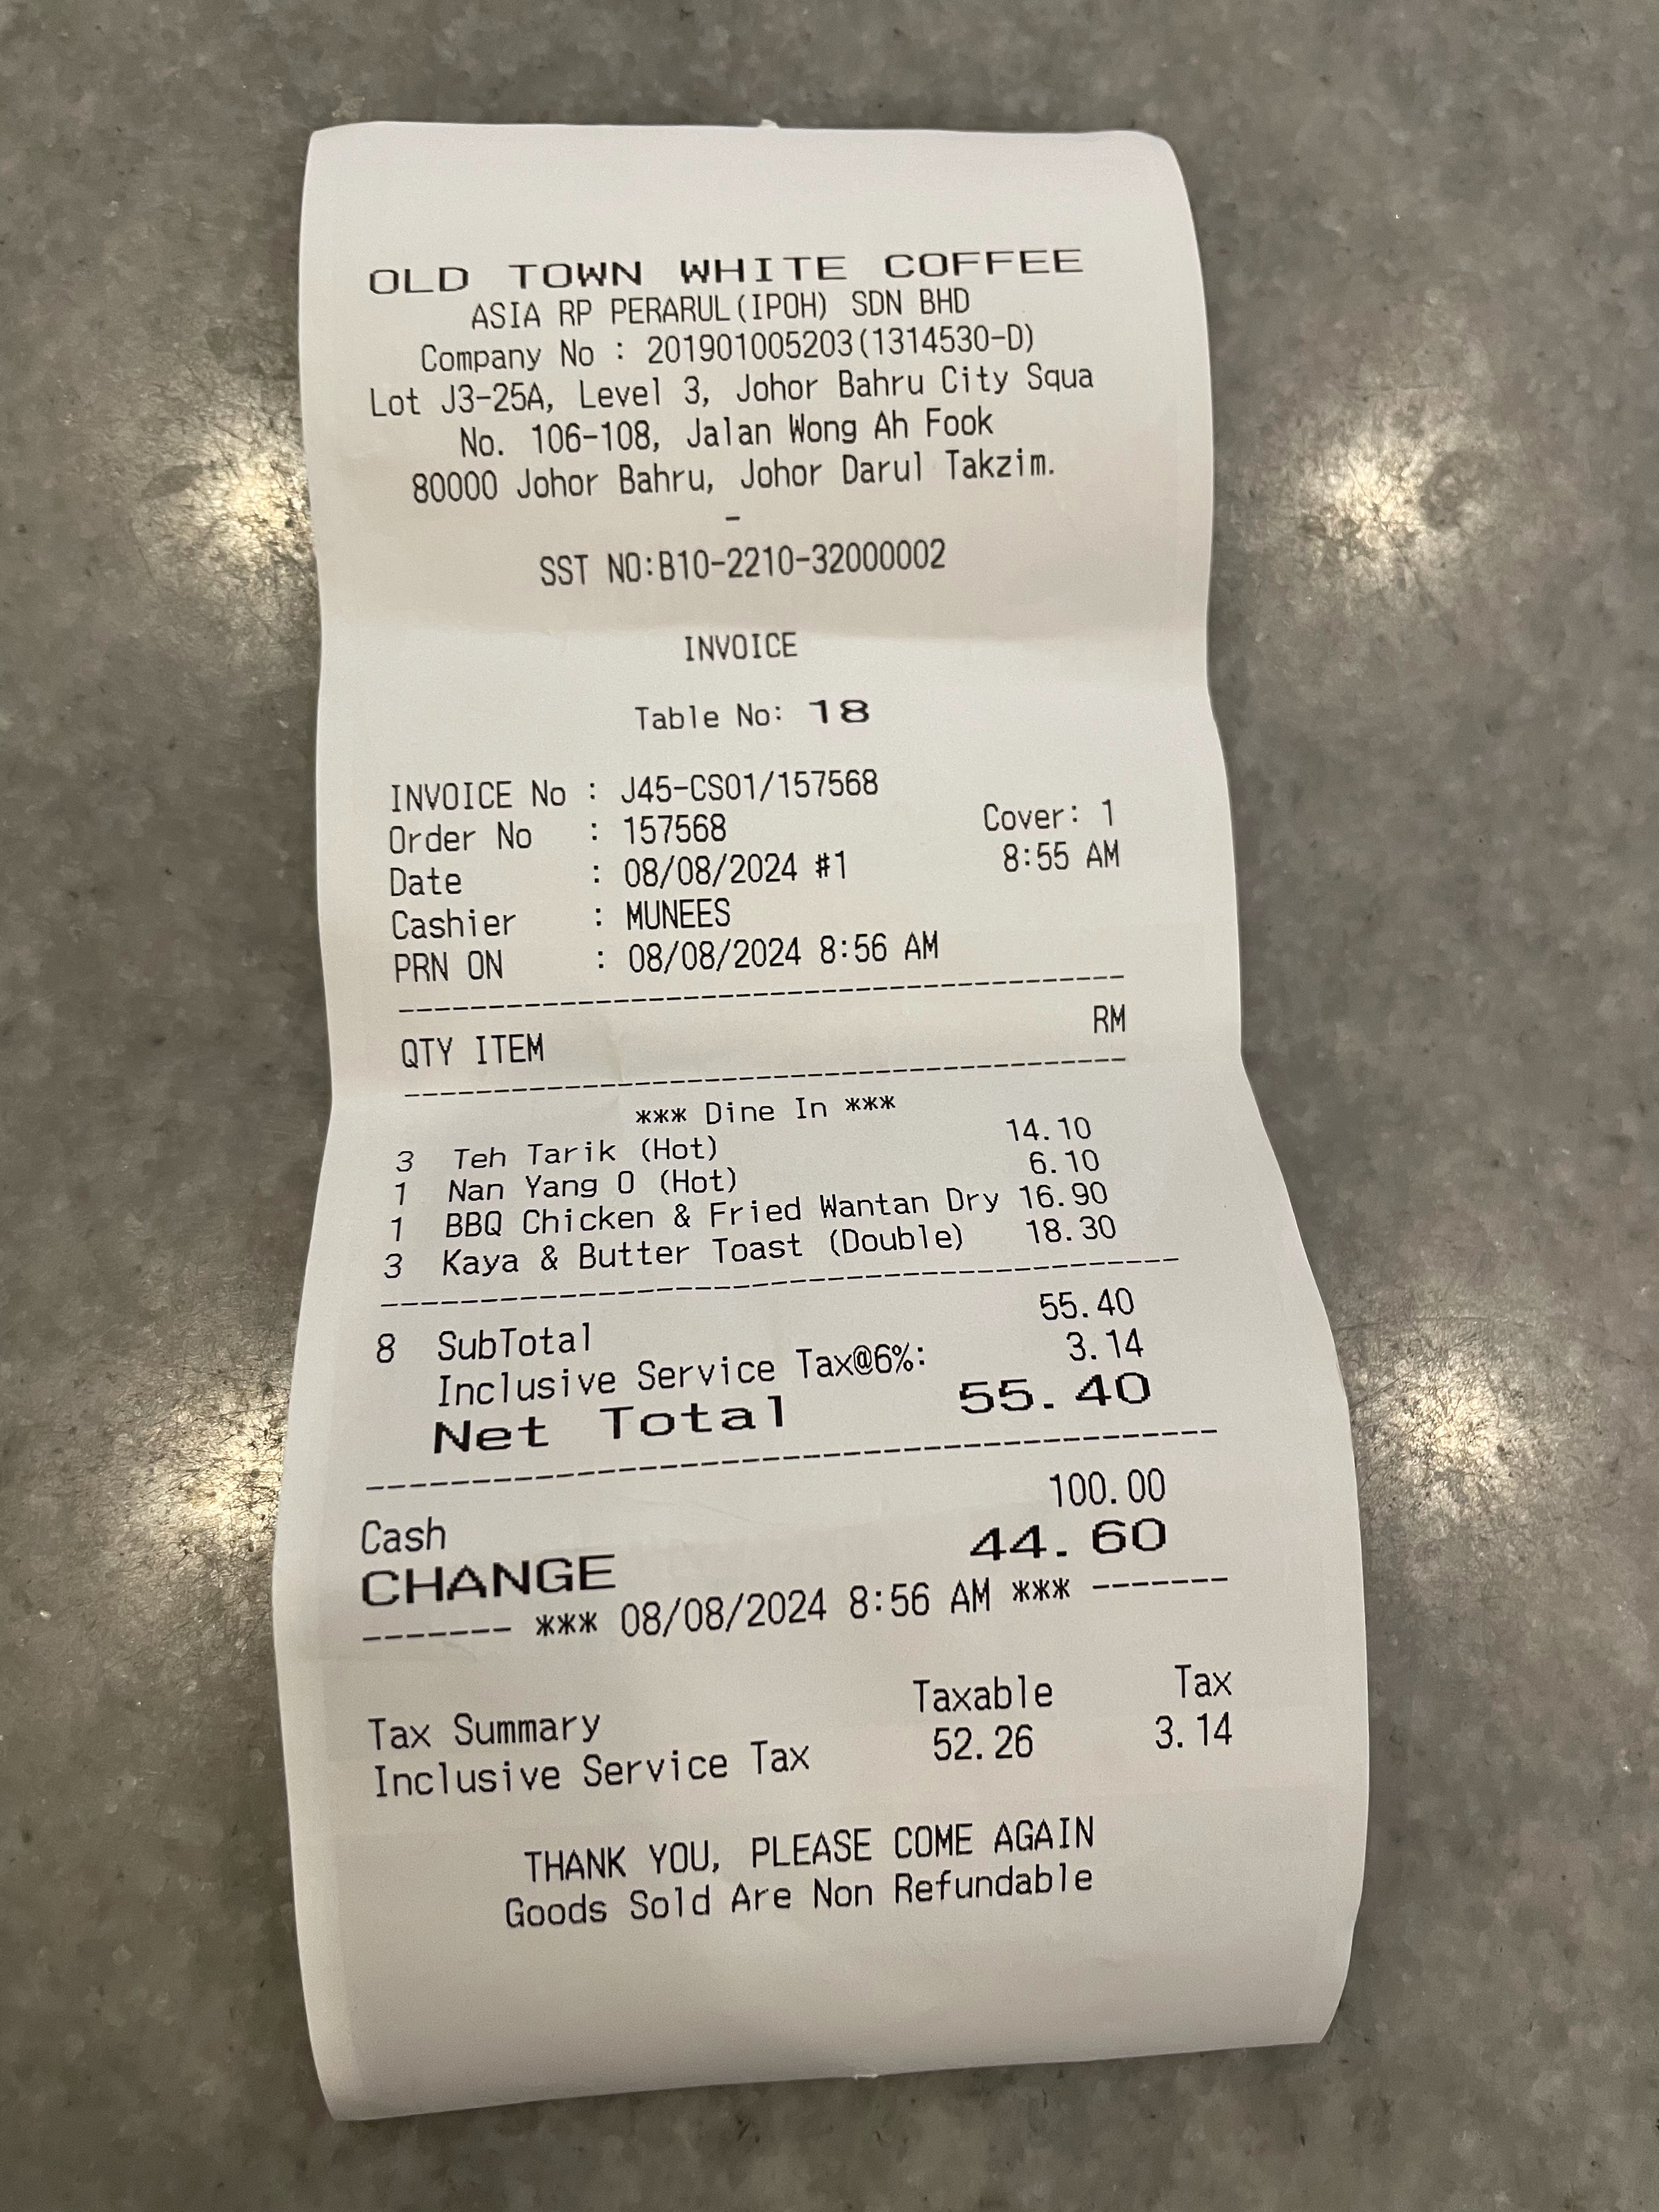 OLD TOWN WHITE COFFEE
ASIA RP PERARUL(IPOH) SDN BHD
Company No : 201901005203(1314530-D)
Lot J3-25A, Level 3, Johor Bahru City Squa
No. 106-108, Jalan Wong Ah Fook
80000 Johor Bahru, Johor Darul Takzim.
-
SST NO:B10-2210-32000002
INVOICE
Table No: 18
INVOICE No : J45-CS01/157568
Order No : 157568 Cover: 1
Date : 08/08/2024 #1 8:55 AM
Cashier : MUNEES
PRN ON : 08/08/2024 8:56 AM
QTY ITEM RM
*** Dine In ***
3 Teh Tarik (Hot) 14.10
1 Nan Yang O (Hot) 6.10
1 BBQ Chicken & Fried Wantan Dry 16.90
3 Kaya & Butter Toast (Double) 18.30
8 SubTotal 55.40
Inclusive Service Tax@6%: 3.14
Net Total 55.40
Cash 100.00
CHANGE 44.60
------- *** 08/08/2024 8:56 AM *** -------
Tax Summary Taxable Tax
Inclusive Service Tax 52.26 3.14
THANK YOU, PLEASE COME AGAIN
Goods Sold Are Non Refundable